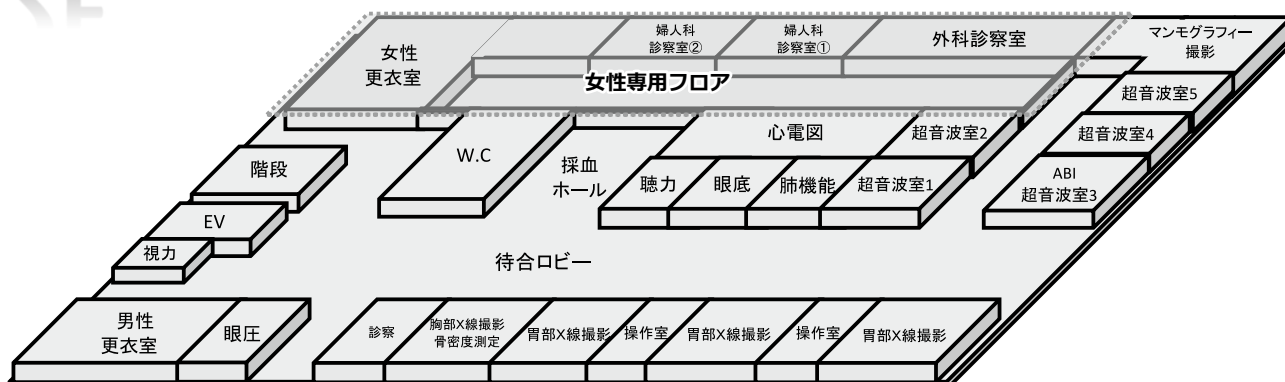 女性
更衣室
婦人科
診察室②
婦人科
診察室①
外科診察室
マンモグラフィー
撮影
女性専用フロア
超音波室5
超音波室4
ABI
超音波室3
心電図
超音波室2
W.C
採血
ホール
聴力
眼底
肺機能
超音波室1
階段
EV
視力
待合ロビー
男性
更衣室
眼圧
診察
胸部X線撮影
骨密度測定
胃部X線撮影
操作室
胃部X線撮影
操作室
胃部X線撮影